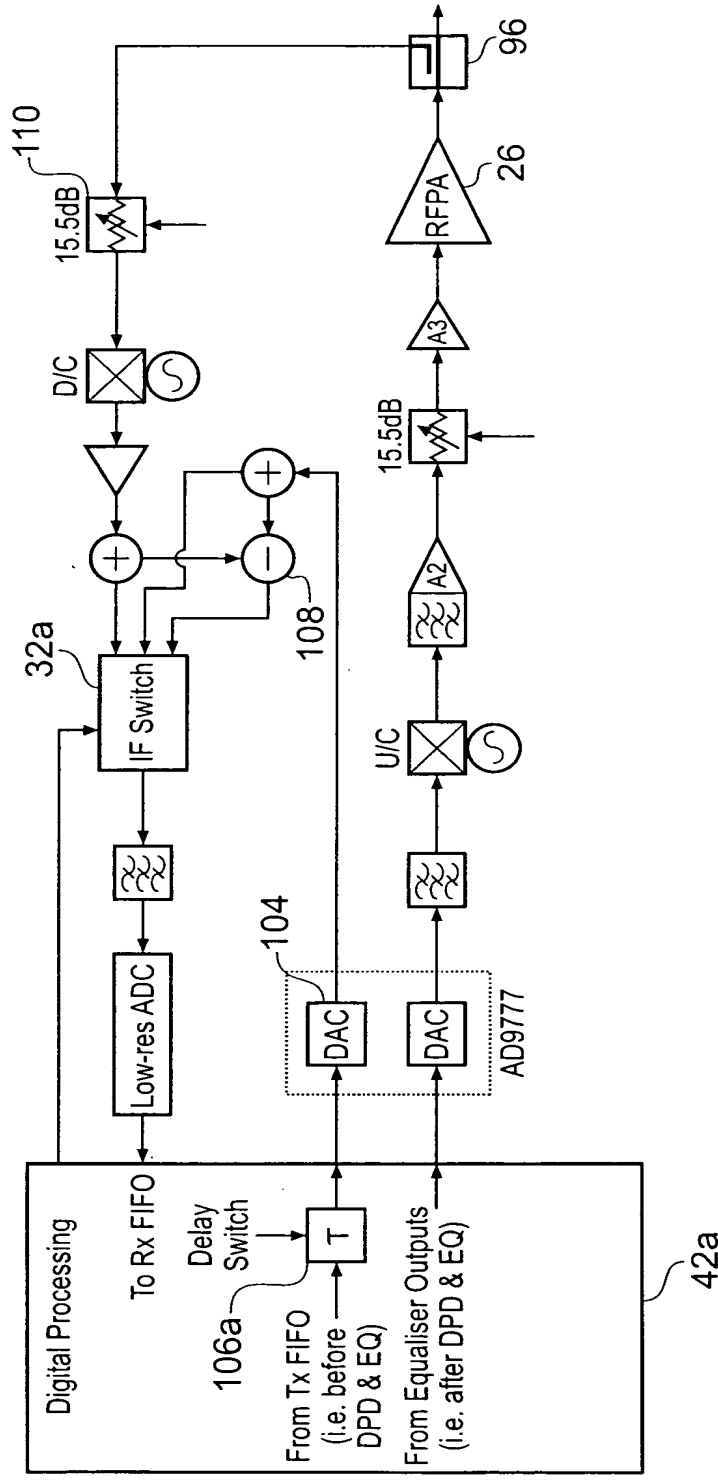 Digital Processing
To Rx FIFO
Delay
Switch
106a
τ
From Tx FIFO
(i.e. before
DPD & EQ)
From Equaliser Outputs
(i.e. after DPD & EQ)
42a
Low-res ADC
IF Switch
32a
+
D/C
15.5dB
110
+
−
108
DAC
104
DAC
AD9777
U/C
A2
15.5dB
A3
RFPA
26
96